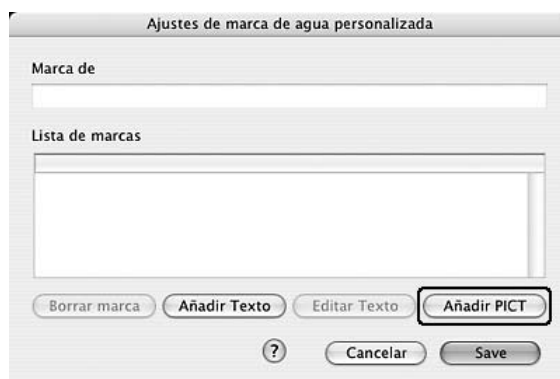 Ajustes de marca de agua personalizada
Marca de
Lista de marcas
Borrar marca Añadir Texto Editar Texto Añadir PICT
? Cancelar Save